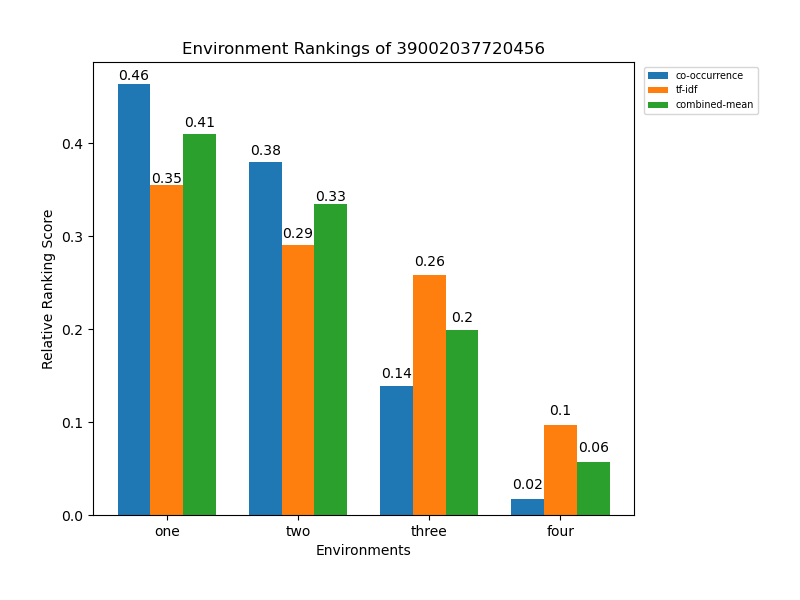 Environment Rankings of 39002037720456
co-occurrence
tf-idf
combined-mean
Relative Ranking Score
0.4
0.3
0.2
0.1
0.0
0.46
0.35
0.41
0.38
0.29
0.33
0.14
0.26
0.2
0.02
0.1
0.06
one
two
three
four
Environments